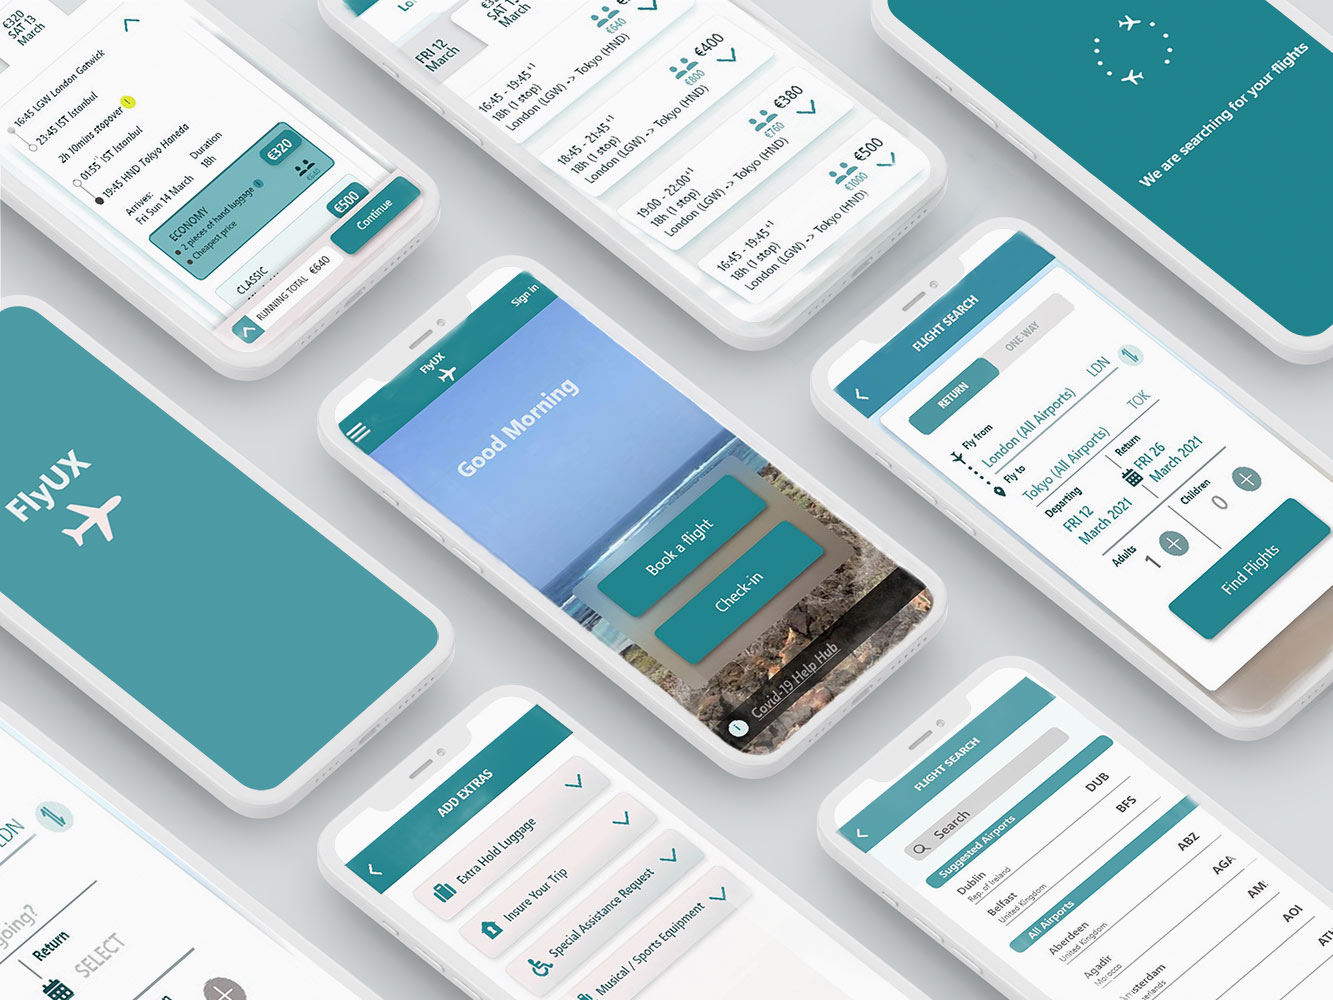 €320
SAT 13
March
16:45 LGW London Gatwick
23:45 IST Istanbul
2h 10mins stopover
01:55 +1 IST Istanbul
19:45 HND Tokyo Haneda
Arrives:
Fri Sun 14 March
Duration
18h
ECONOMY
2 pieces of hand luggage
Cheapest price
€320
€640
CLASSIC
€500
RUNNING TOTAL €640
Continue
FRI 12
March
€320
SAT 13
March
€640
16:45 - 19:45 +1
18h (1 stop)
London (LGW) -> Tokyo (HND)
€400
€800
18:45 - 21:45 +1
18h (1 stop)
London (LGW) -> Tokyo (HND)
€380
€760
19:00 - 22:00 +1
18h (1 stop)
London (LGW) -> Tokyo (HND)
€500
€1000
16:45 - 19:45 +1
18h (1 stop)
London (LGW) -> Tokyo (HND)
We are searching for your flights
FlyUX
FlyUX
Sign in
Good Morning
Book a flight
Check-in
Covid-19 Help Hub
FLIGHT SEARCH
RETURN
ONE WAY
Fly from
London (All Airports)
LDN
Fly to
Tokyo (All Airports)
TOK
Departing
FRI 12
March 2021
Return
FRI 26
March 2021
Adults
1
Children
0
Find Flights
LDN
going?
Return
SELECT
ADD EXTRAS
Extra Hold Luggage
Insure Your Trip
Special Assistance Request
Musical / Sports Equipment
FLIGHT SEARCH
Search
Suggested Airports
Dublin
Rep. of Ireland
DUB
Belfast
United Kingdom
BFS
All Airports
Aberdeen
United Kingdom
ABZ
Agadir
Morocco
AGA
Amsterdam
AOI